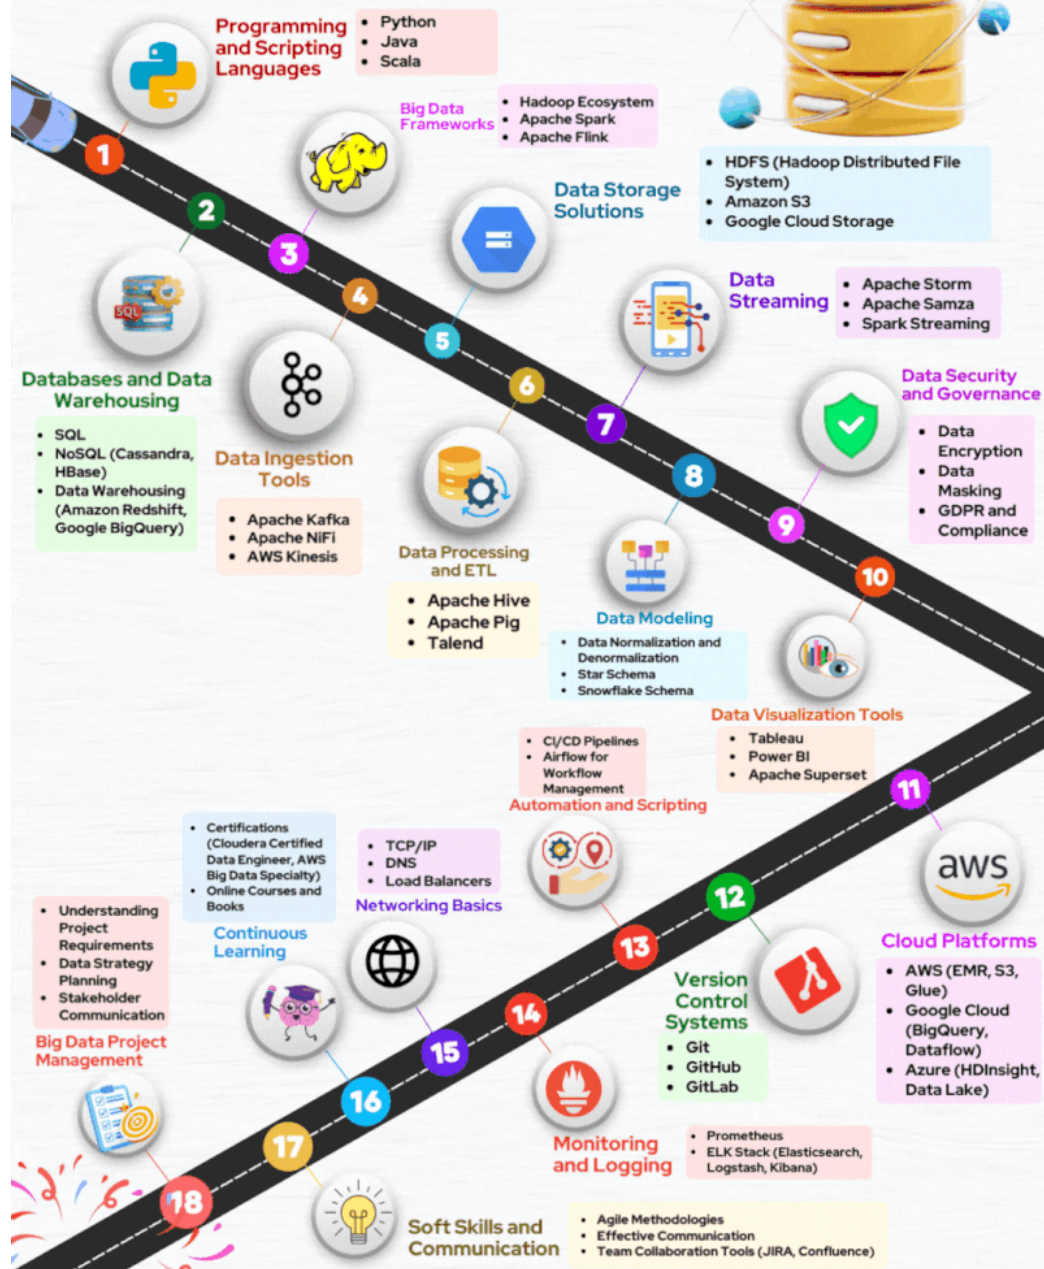 Programming
and Scripting
Languages
• Python
• Java
• Scala
1
2
Databases and Data
Warehousing
SQL
• SQL
• NoSQL (Cassandra,
HBase)
• Data Warehousing
(Amazon Redshift,
Google BigQuery)
Big Data
Frameworks
• Hadoop Ecosystem
• Apache Spark
• Apache Flink
3
4
Data Ingestion
Tools
• Apache Kafka
• Apache NiFi
• AWS Kinesis
Data Storage
Solutions
• HDFS (Hadoop Distributed File
System)
• Amazon S3
• Google Cloud Storage
5
6
Data Processing
and ETL
• Apache Hive
• Apache Pig
• Talend
Data
Streaming
• Apache Storm
• Apache Samza
• Spark Streaming
7
8
Data Modeling
• Data Normalization and
Denormalization
• Star Schema
• Snowflake Schema
Data Security
and Governance
• Data
Encryption
• Data
Masking
• GDPR and
Compliance
9
10
Data Visualization Tools
• Tableau
• Power BI
• Apache Superset
11
aws
Cloud Platforms
• AWS (EMR, S3,
Glue)
• Google Cloud
(BigQuery,
Dataflow)
• Azure (HDInsight,
Data Lake)
12
Version
Control
Systems
• Git
• GitHub
• GitLab
• CI/CD Pipelines
• Airflow for
Workflow
Management
Automation and Scripting
13
14
Monitoring
and Logging
• Prometheus
• ELK Stack (Elasticsearch,
Logstash, Kibana)
• TCP/IP
• DNS
• Load Balancers
Networking Basics
15
• Certifications
(Cloudera Certified
Data Engineer, AWS
Big Data Specialty)
• Online Courses and
Books
Continuous
Learning
16
17
Soft Skills and
Communication
• Agile Methodologies
• Effective Communication
• Team Collaboration Tools (JIRA, Confluence)
• Understanding
Project
Requirements
• Data Strategy
Planning
• Stakeholder
Communication
Big Data Project
Management
18